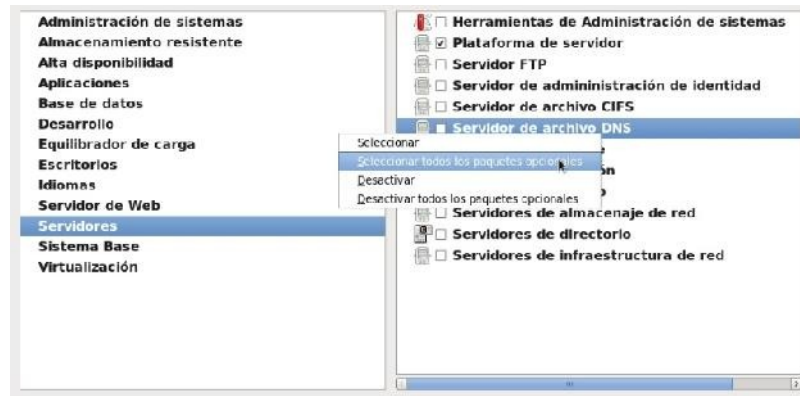 Administración de sistemas
Almacenamiento resistente
Alta disponibilidad
Aplicaciones
Base de datos
Desarrollo
Equilibrador de carga
Escritorios
Idiomas
Servidor de Web
Servidores
Sistema Base
Virtualización
Herramientas de Administración de sistemas
Plataforma de servidor
Servidor FTP
Servidor de admininistración de identidad
Servidor de archivo CIFS
Servidor de archivo DNS
Seleccionar
Seleccionar todos los paquetes opcionales
Desactivar
Desactivar todos los paquetes opcionales
Servidores de almacenaje de red
Servidores de directorio
Servidores de infraestructura de red